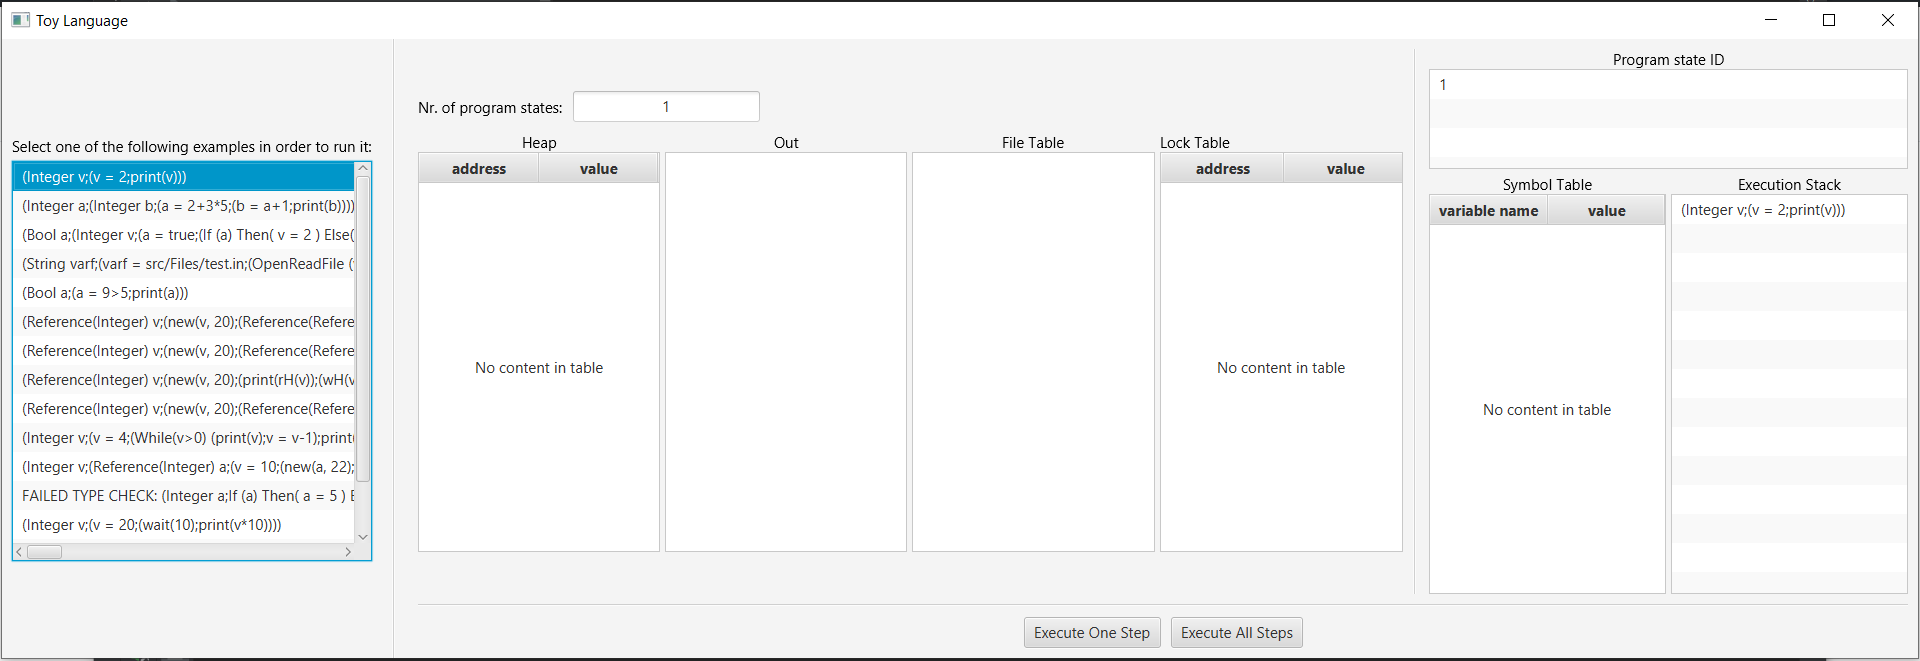 Toy Language
Select one of the following examples in order to run it:
(Integer v;(v = 2;print(v)))
(Integer a;(Integer b;(a = 2+3*5;(b = a+1;print(b))))
(Bool a;(Integer v;(a = true;(If (a) Then( v = 2 ) Else(
(String varf;(varf = src/Files/test.in;(OpenReadFile (
(Bool a;(a = 9>5;print(a)))
(Reference(Integer) v;(new(v, 20);(Reference(Refere
(Reference(Integer) v;(new(v, 20);(Reference(Refere
(Reference(Integer) v;(new(v, 20);(print(rH(v));(wH(v
(Reference(Integer) v;(new(v, 20);(Reference(Refere
(Integer v;(v = 4;(While(v>0) (print(v);v = v-1);print(
(Integer v;(Reference(Integer) a;(v = 10;(new(a, 22);
FAILED TYPE CHECK: (Integer a;If (a) Then( a = 5 ) E
(Integer v;(v = 20;(wait(10);print(v*10))))
Nr. of program states: 1
Heap
address value
No content in table
Out
File Table
Lock Table
address value
No content in table
Program state ID
1
Symbol Table
variable name value
No content in table
Execution Stack
(Integer v;(v = 2;print(v)))
Execute One Step
Execute All Steps